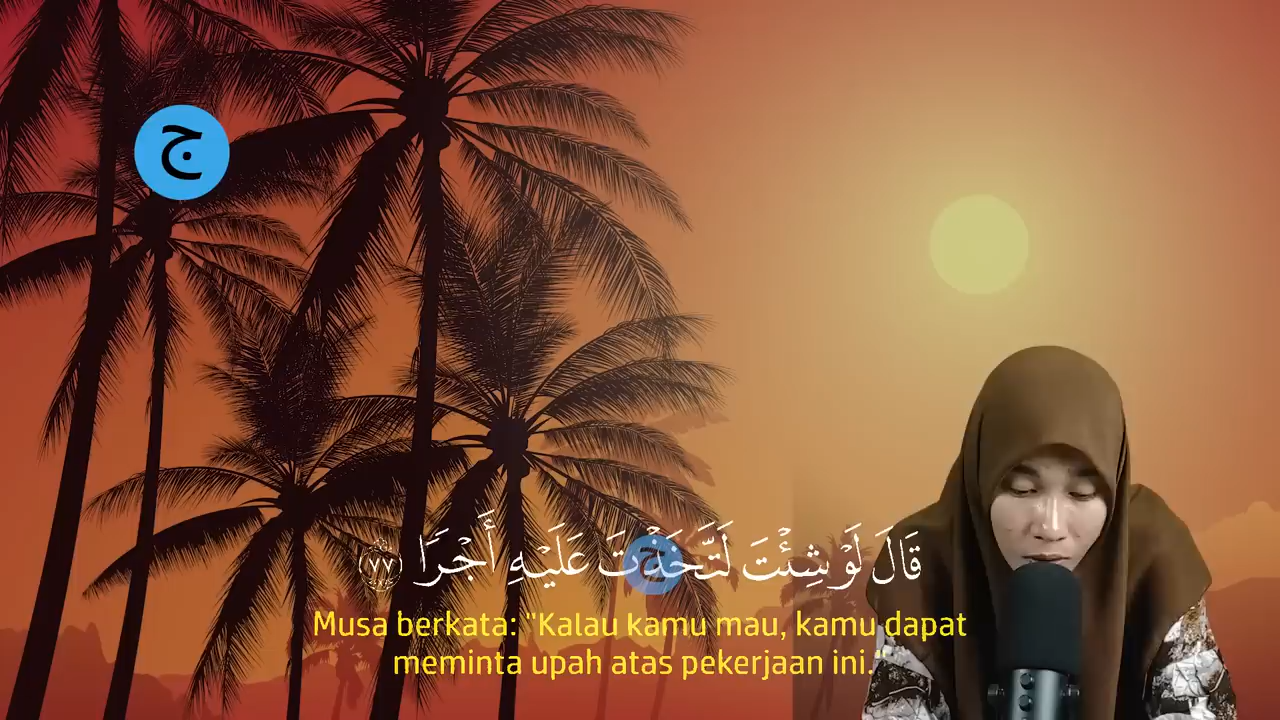 ج
قَالَ لَوْ شِئْتَ لَتَّخَذْتَ عَلَيْهِ أَجْرًا ٧٧
Musa berkata: "Kalau kamu mau, kamu dapat
meminta upah atas pekerjaan ini."